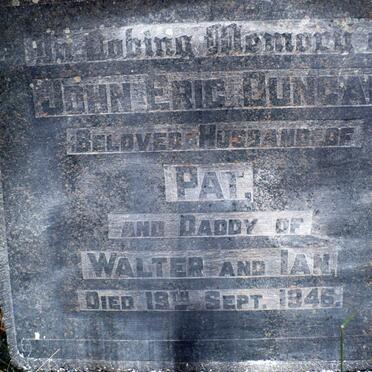 In Loving Memory
John Eric Dunca
Beloved Husband of
Pat,
and Daddy of
Walter and Ian,
Died 19th Sept. 1946.